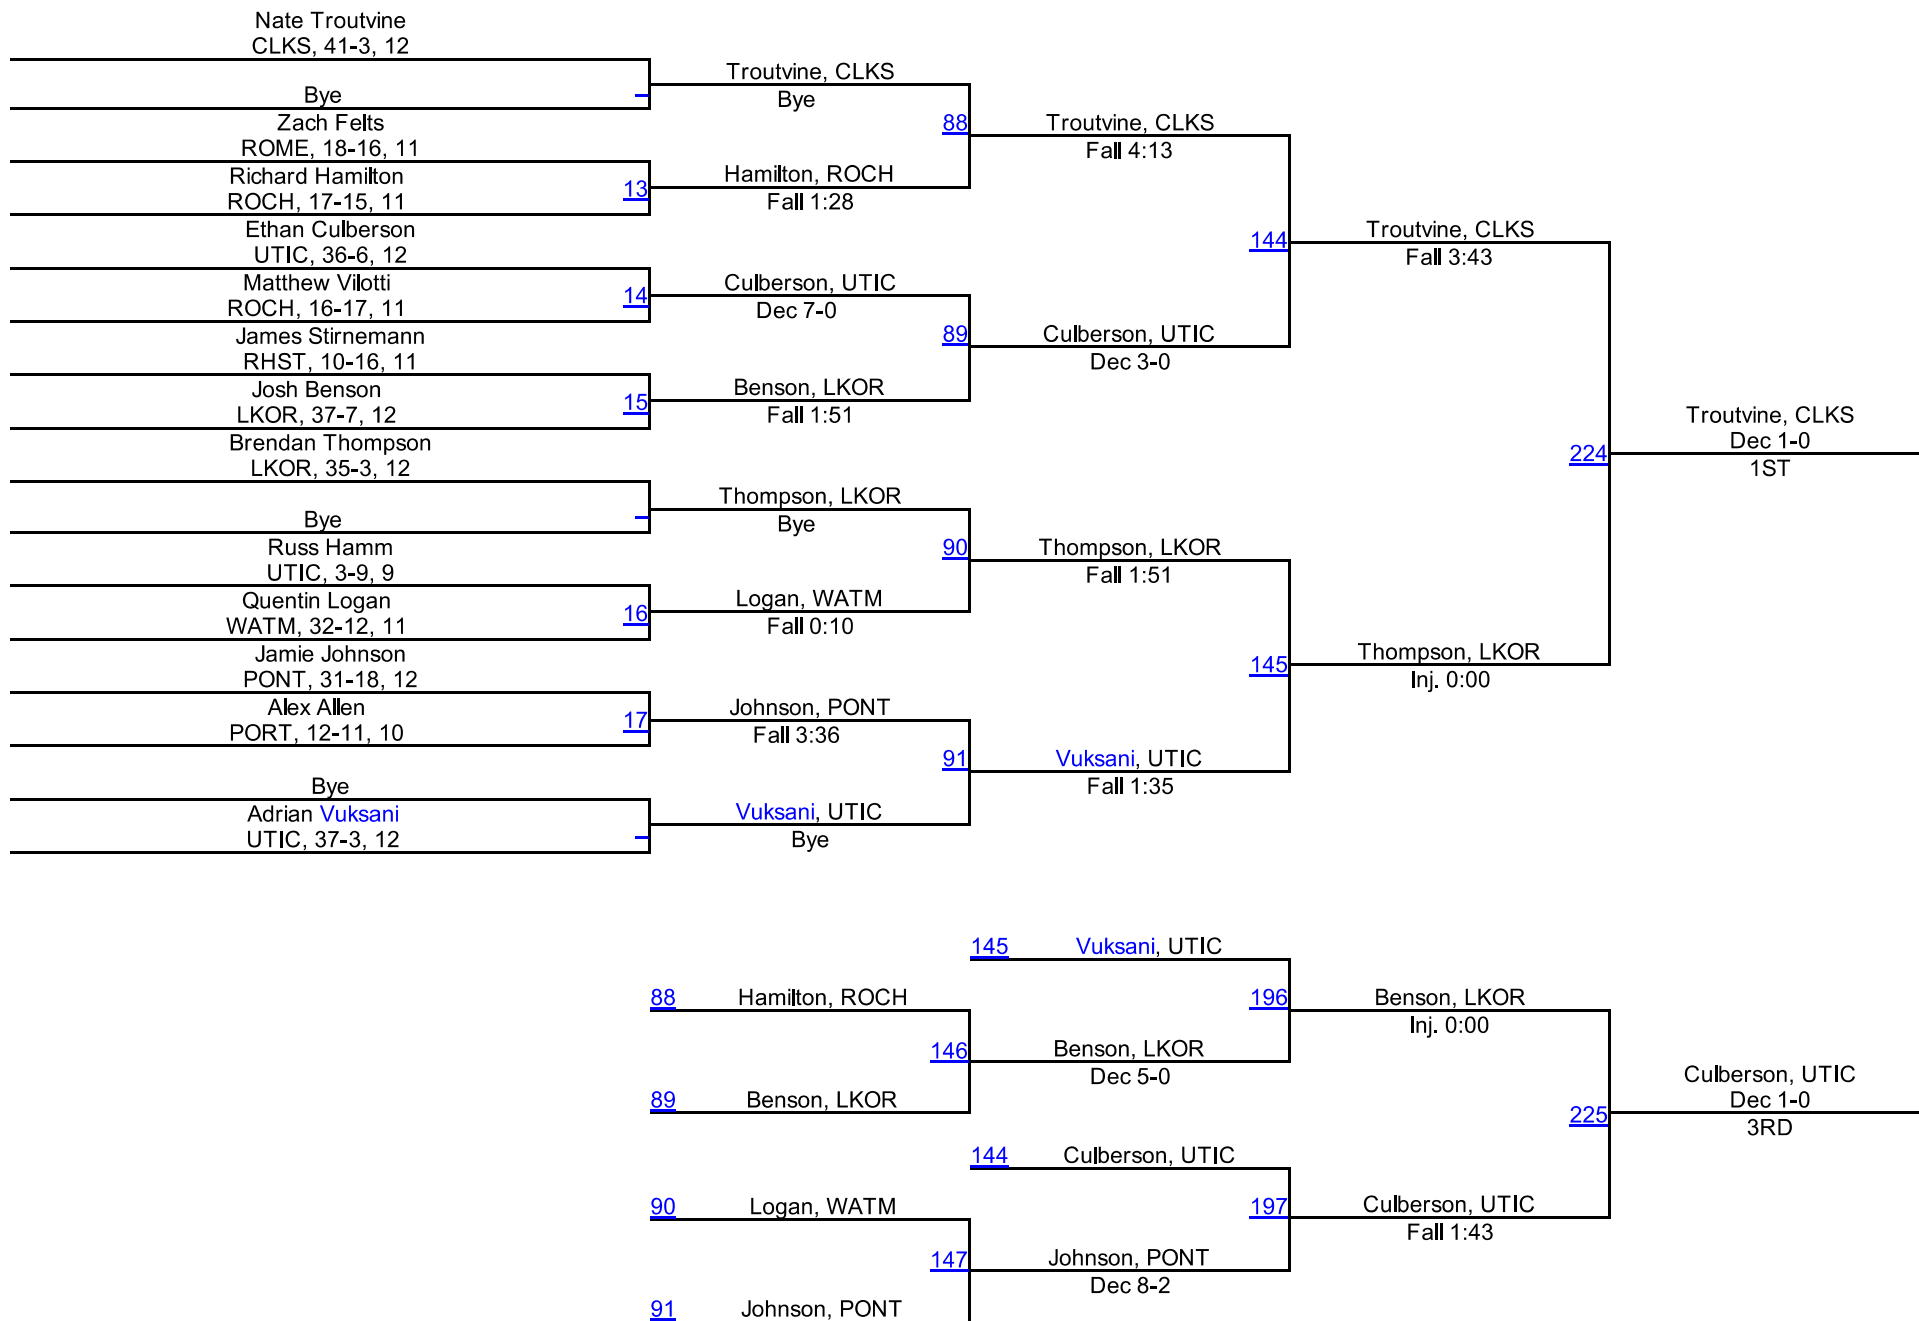 Nate Troutvine
CLKS, 41-3, 12
Bye
Zach Felts
ROME, 18-16, 11
Richard Hamilton
ROCH, 17-15, 11
Ethan Culberson
UTIC, 36-6, 12
Matthew Vilotti
ROCH, 16-17, 11
James Stirnemann
RHST, 10-16, 11
Josh Benson
LKOR, 37-7, 12
Brendan Thompson
LKOR, 35-3, 12
Bye
Russ Hamm
UTIC, 3-9, 9
Quentin Logan
WATM, 32-12, 11
Jamie Johnson
PONT, 31-18, 12
Alex Allen
PORT, 12-11, 10
Bye
Adrian Vuksani
UTIC, 37-3, 12
13
14
15
16
17
Troutvine, CLKS
Bye
Hamilton, ROCH
Fall 1:28
Culberson, UTIC
Dec 7-0
Benson, LKOR
Fall 1:51
Thompson, LKOR
Bye
Logan, WATM
Fall 0:10
Johnson, PONT
Fall 3:36
Vuksani, UTIC
Bye
88
89
90
91
Troutvine, CLKS
Fall 4:13
Culberson, UTIC
Dec 3-0
Thompson, LKOR
Fall 1:51
Vuksani, UTIC
Fall 1:35
144
145
Troutvine, CLKS
Fall 3:43
Thompson, LKOR
Inj. 0:00
224
Troutvine, CLKS
Dec 1-0
1ST
88 Hamilton, ROCH
89 Benson, LKOR
90 Logan, WATM
91 Johnson, PONT
146
147
145 Vuksani, UTIC
Benson, LKOR
Dec 5-0
144 Culberson, UTIC
Johnson, PONT
Dec 8-2
196
197
Benson, LKOR
Inj. 0:00
Culberson, UTIC
Fall 1:43
225
Culberson, UTIC
Dec 1-0
3RD